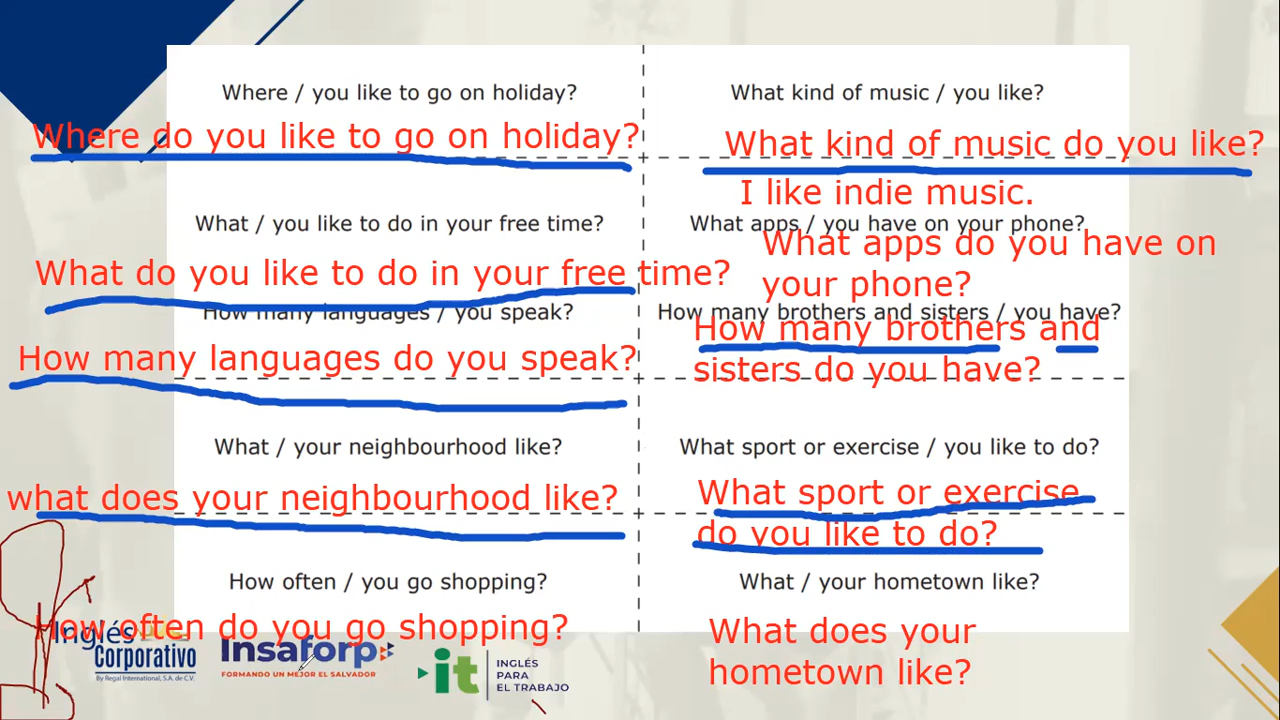 Where / you like to go on holiday?
Where do you like to go on holiday?
What / you like to do in your free time?
What do you like to do in your free time?
How many languages / you speak?
How many languages do you speak?
What / your neighbourhood like?
what does your neighbourhood like?
How often / you go shopping?
How often do you go shopping?
What kind of music / you like?
What kind of music do you like?
I like indie music.
What apps / you have on your phone?
What apps do you have on
your phone?
How many brothers and sisters / you have?
How many brothers and
sisters do you have?
What sport or exercise / you like to do?
What sport or exercise
do you like to do?
What / your hometown like?
What does your
hometown like?
Inglés
Corporativo
By Regal International, S.A. de C.V.
Insaforp
FORMANDO UN MEJOR EL SALVADOR
it
INGLÉS
PARA
EL TRABAJO